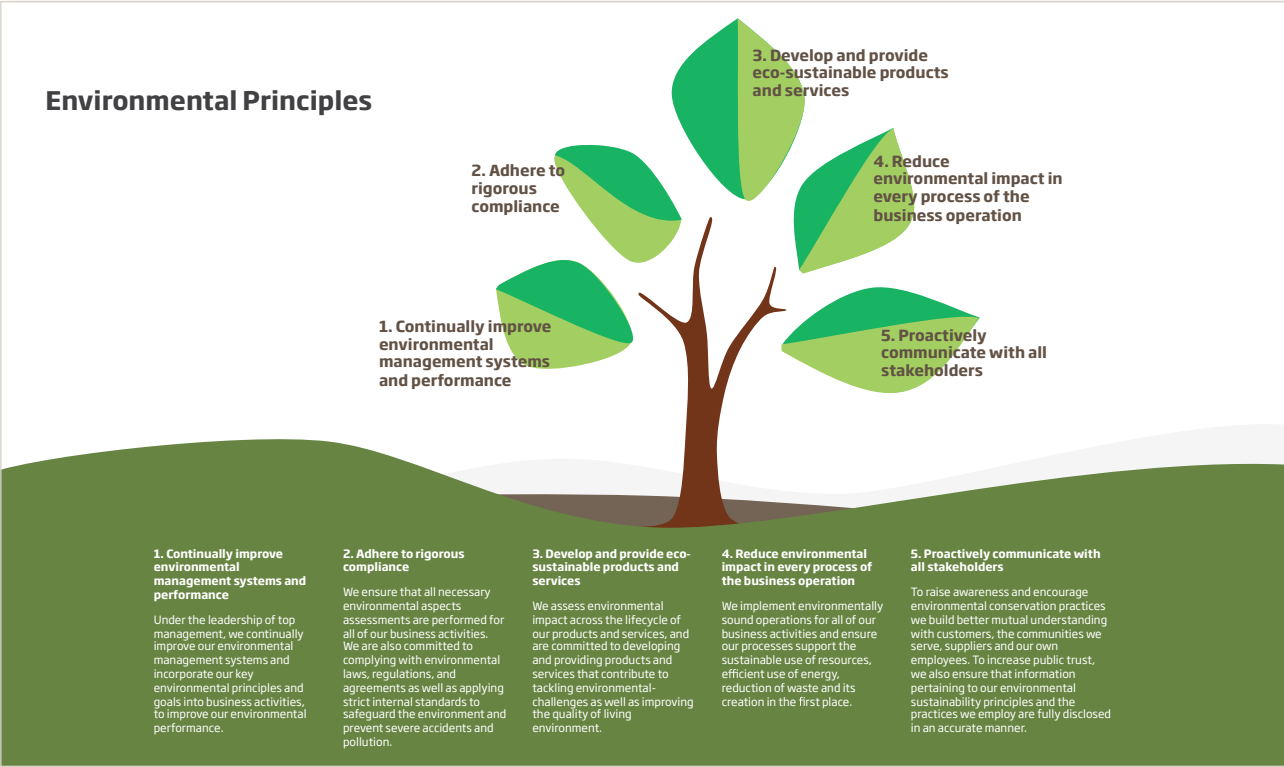 Environmental Principles
3. Develop and provide
eco-sustainable products
and services
2. Adhere to
rigorous
compliance
4. Reduce
environmental impact in
every process of the
business operation
1. Continually improve
environmental
management systems
and performance
5. Proactively
communicate with all
stakeholders
1. Continually improve
environmental
management systems and
performance
Under the leadership of top
management, we continually
improve our environmental
management systems and
incorporate our key
environmental principles and
goals into business activities,
to improve our environmental
performance.
2. Adhere to rigorous
compliance
We ensure that all necessary
environmental aspects
assessments are performed for
all of our business activities.
We are also committed to
complying with environmental
laws, regulations, and
agreements as well as applying
strict internal standards to
safeguard the environment and
prevent severe accidents and
pollution.
3. Develop and provide eco-
sustainable products and
services
We assess environmental
impact across the lifecycle of
our products and services, and
are committed to developing
and providing products and
services that contribute to
tackling environmental-
challenges as well as improving
the quality of living
environment.
4. Reduce environmental
impact in every process of
the business operation
We implement environmentally
sound operations for all of our
business activities and ensure
our processes support the
sustainable use of resources,
efficient use of energy,
reduction of waste and its
creation in the first place.
5. Proactively communicate with
all stakeholders
To raise awareness and encourage
environmental conservation practices
we build better mutual understanding
with customers, the communities we
serve, suppliers and our own
employees. To increase public trust,
we also ensure that information
pertaining to our environmental
sustainability principles and the
practices we employ are fully disclosed
in an accurate manner.